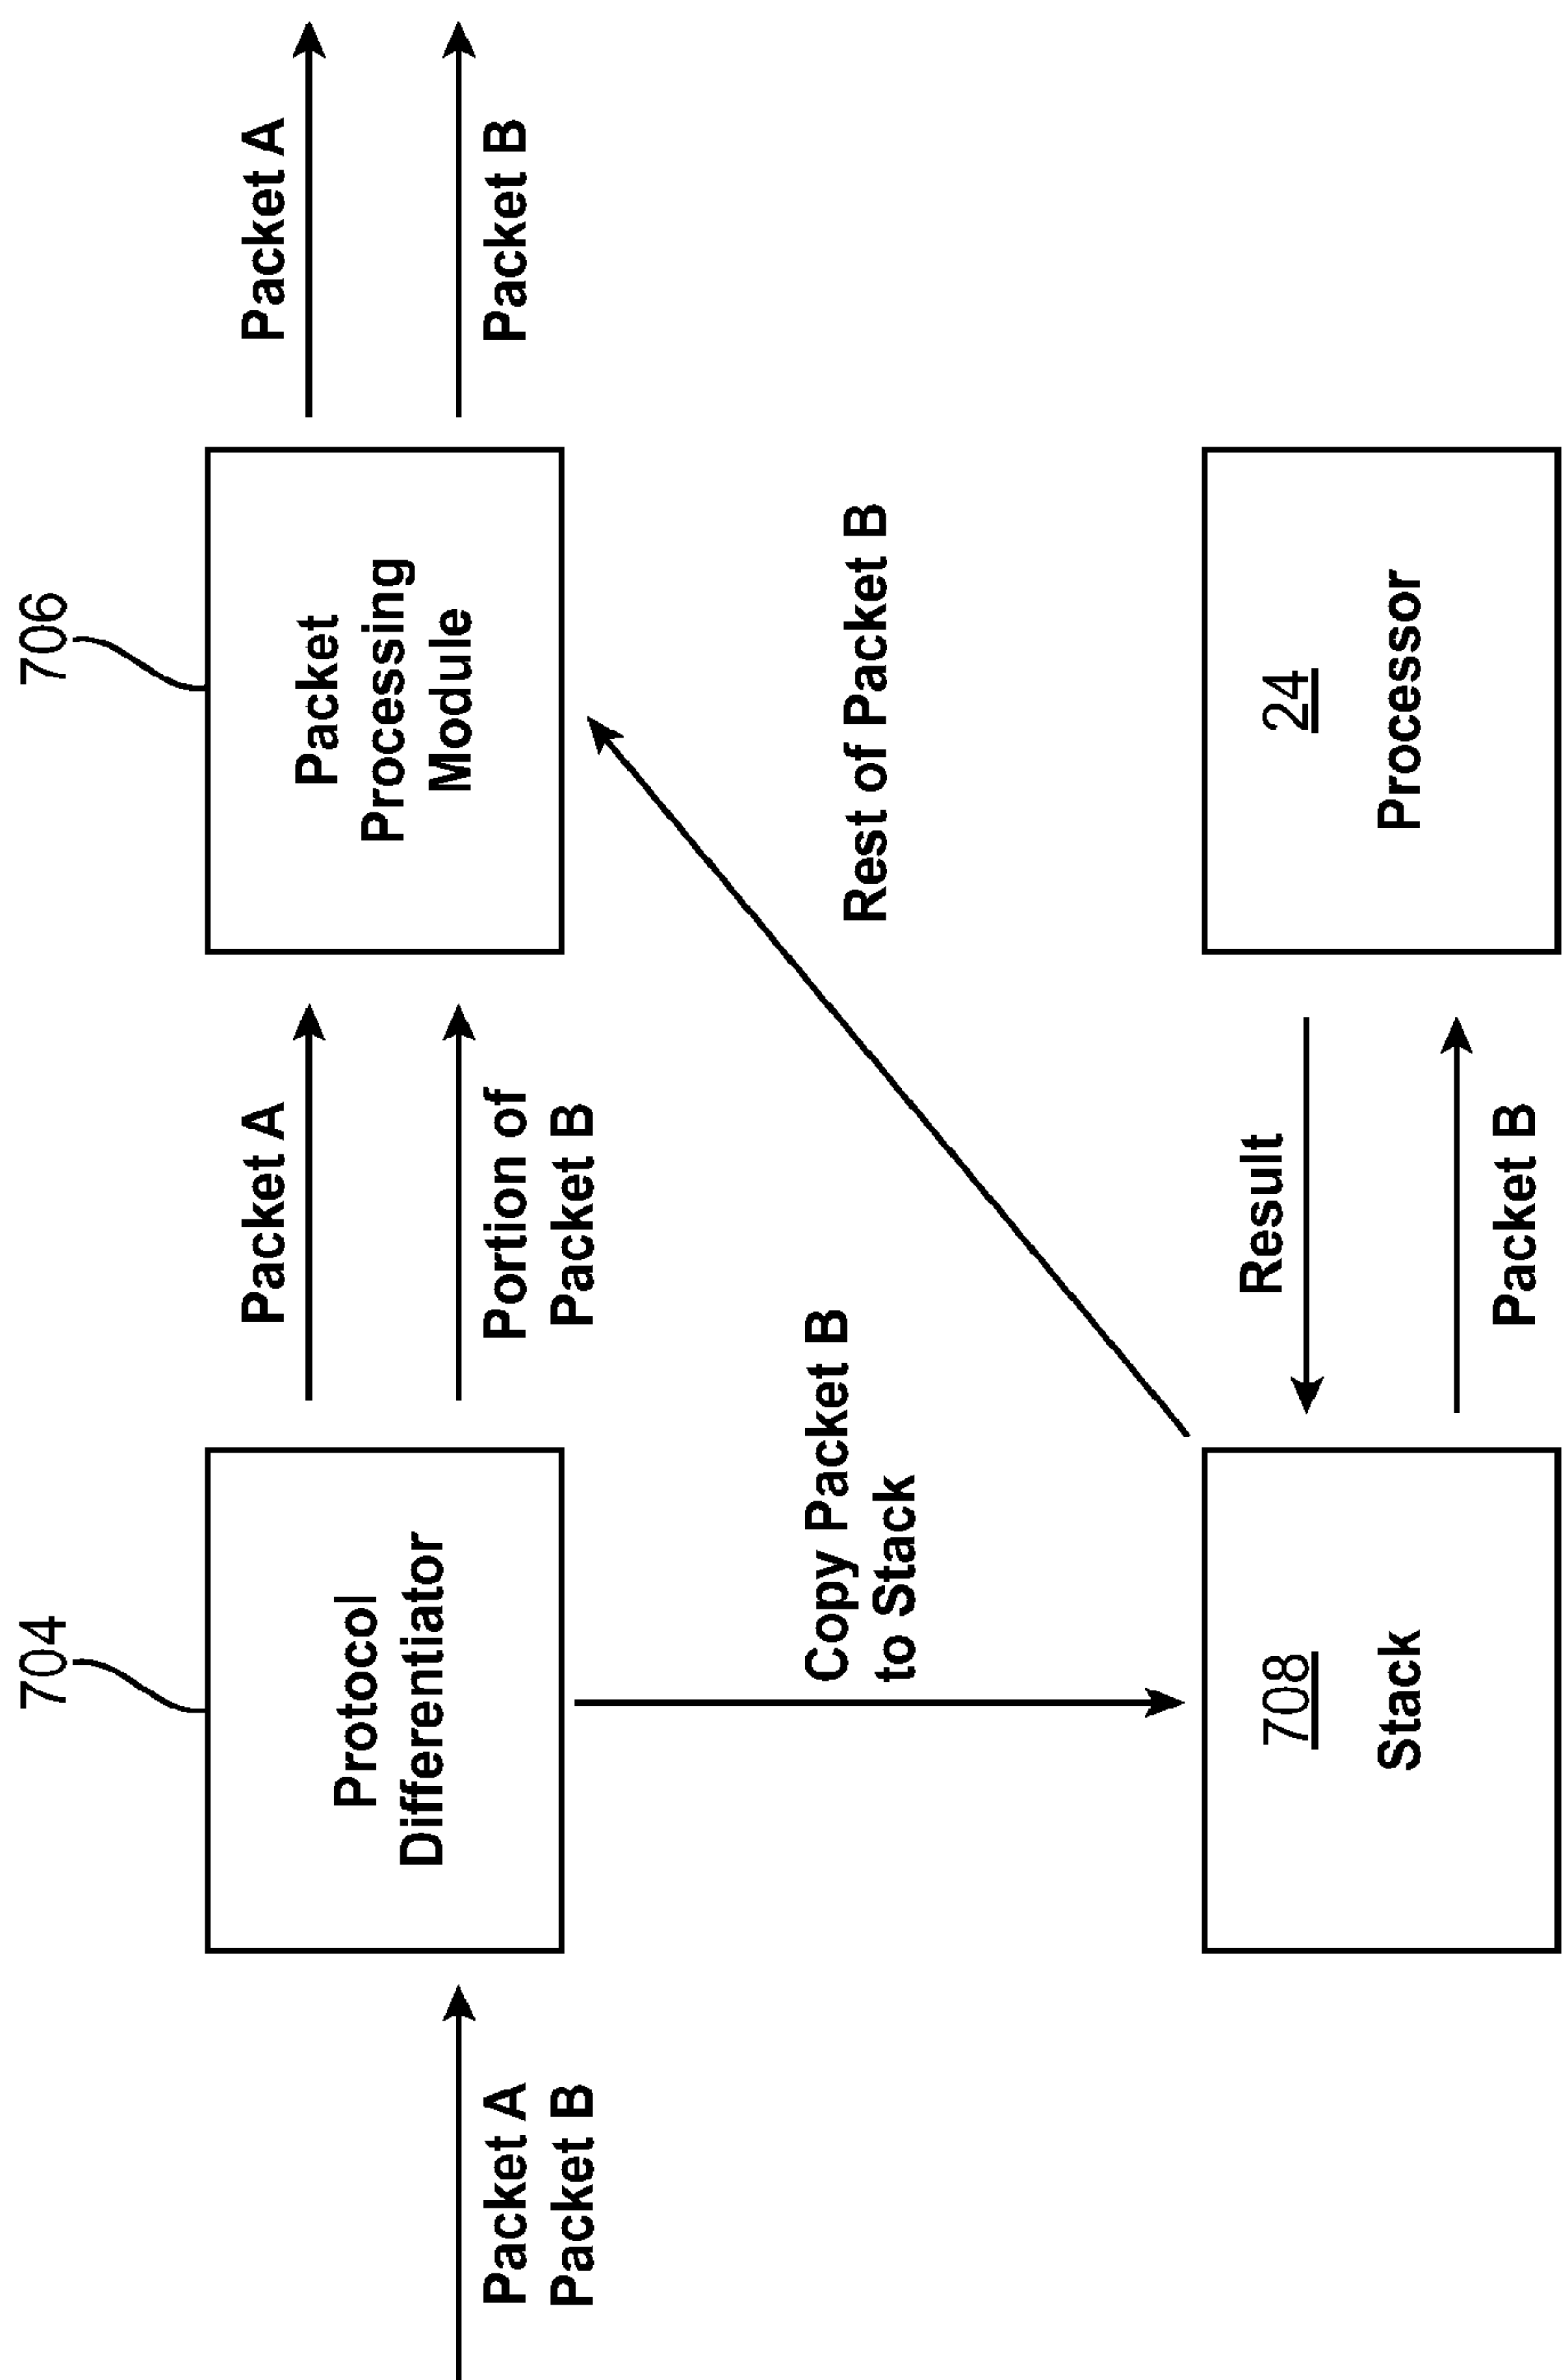 704
706
Packet A
Packet B
Protocol
Differentiator
Packet A
Portion of
Packet B
Packet
Processing
Module
Packet A
Packet B
Copy Packet B
to Stack
Rest of Packet B
708
Stack
Result
Packet B
24
Processor